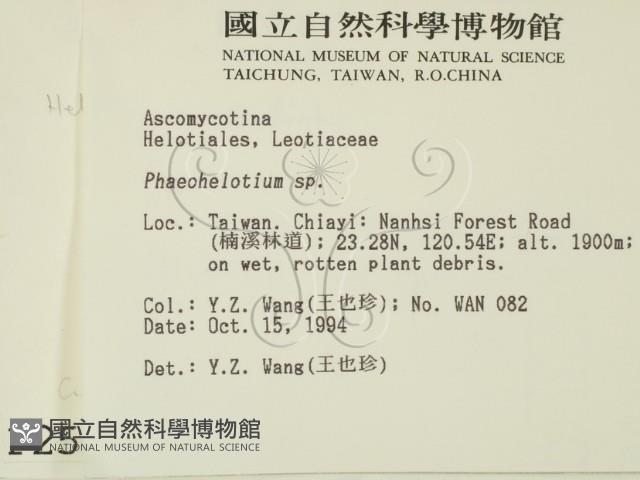 國立自然科學博物館
NATIONAL MUSEUM OF NATURAL SCIENCE
TAICHUNG, TAIWAN, R.O.CHINA
Hel
Ascomycotina
Helotiales, Leotiaceae
Phaeohelotium sp.
Loc.: Taiwan. Chiayi: Nanhsi Forest Road
(楠溪林道); 23.28N, 120.54E; alt. 1900m;
on wet, rotten plant debris.
Col.: Y.Z. Wang(王也珍); No. WAN 082
Date: Oct. 15, 1994
Det.: Y.Z. Wang(王也珍)
國立自然科學博物館
NATIONAL MUSEUM OF NATURAL SCIENCE